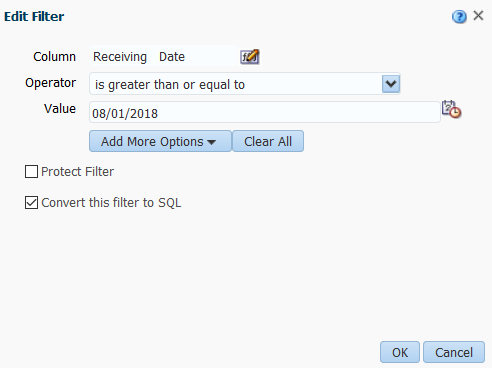 Edit Filter
Column Receiving Date
Operator is greater than or equal to
Value 08/01/2018
Add More Options Clear All
Protect Filter
Convert this filter to SQL
OK Cancel